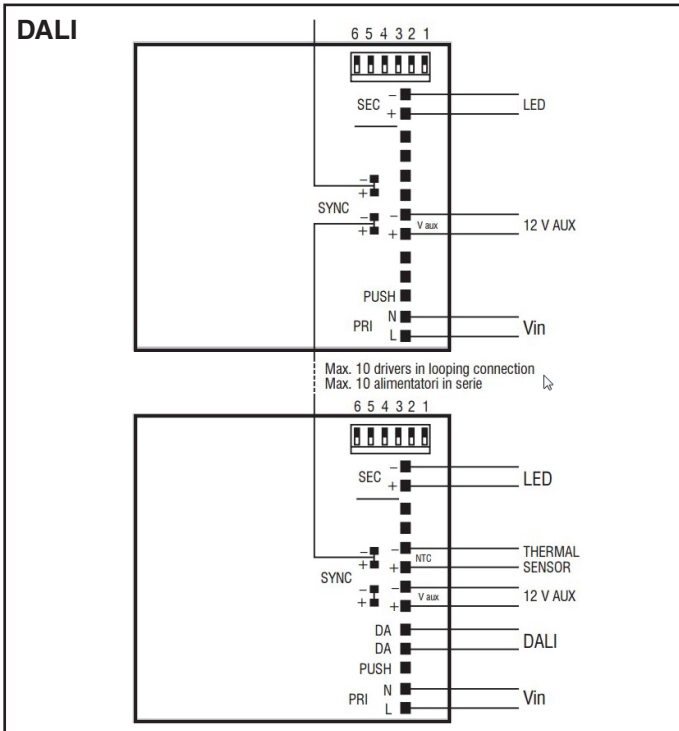 DALI
6 5 4 3 2 1
SEC - LED
+
- 
+
SYNC
-
+
- V aux 12 V AUX
+
PUSH
N
PRI Vin
L
Max. 10 drivers in looping connection
Max. 10 alimentatori in serie
6 5 4 3 2 1
-
SEC LED
+
- - THERMAL
NTC
+ + SENSOR
SYNC
- - 12 V AUX
V aux
+ +
DA
DALI
DA
PUSH
N
PRI Vin
L